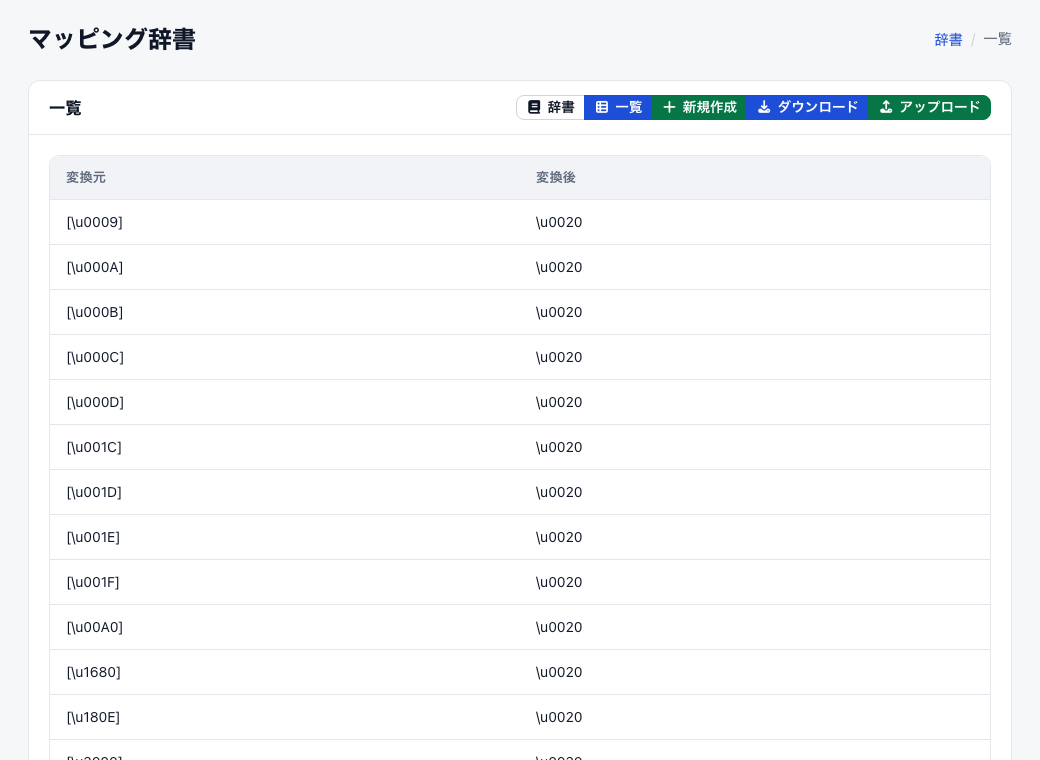 マッピング辞書
辞書 / 一覧
一覧
辞書 一覧 新規作成 ダウンロード アップロード
変換元 変換後
[\u0009] \u0020
[\u000A] \u0020
[\u000B] \u0020
[\u000C] \u0020
[\u000D] \u0020
[\u001C] \u0020
[\u001D] \u0020
[\u001E] \u0020
[\u001F] \u0020
[\u00A0] \u0020
[\u1680] \u0020
[\u180E] \u0020